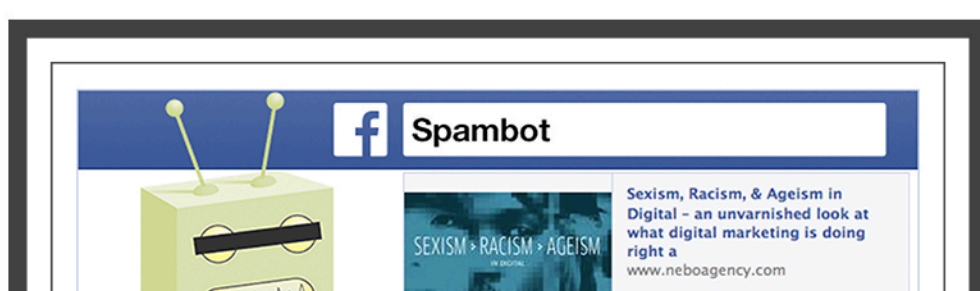 f
Spambot
SEXISM > RACISM > AGEISM
IN DIGITAL
Sexism, Racism, & Ageism in
Digital – an unvarnished look at
what digital marketing is doing
right a
www.neboagency.com